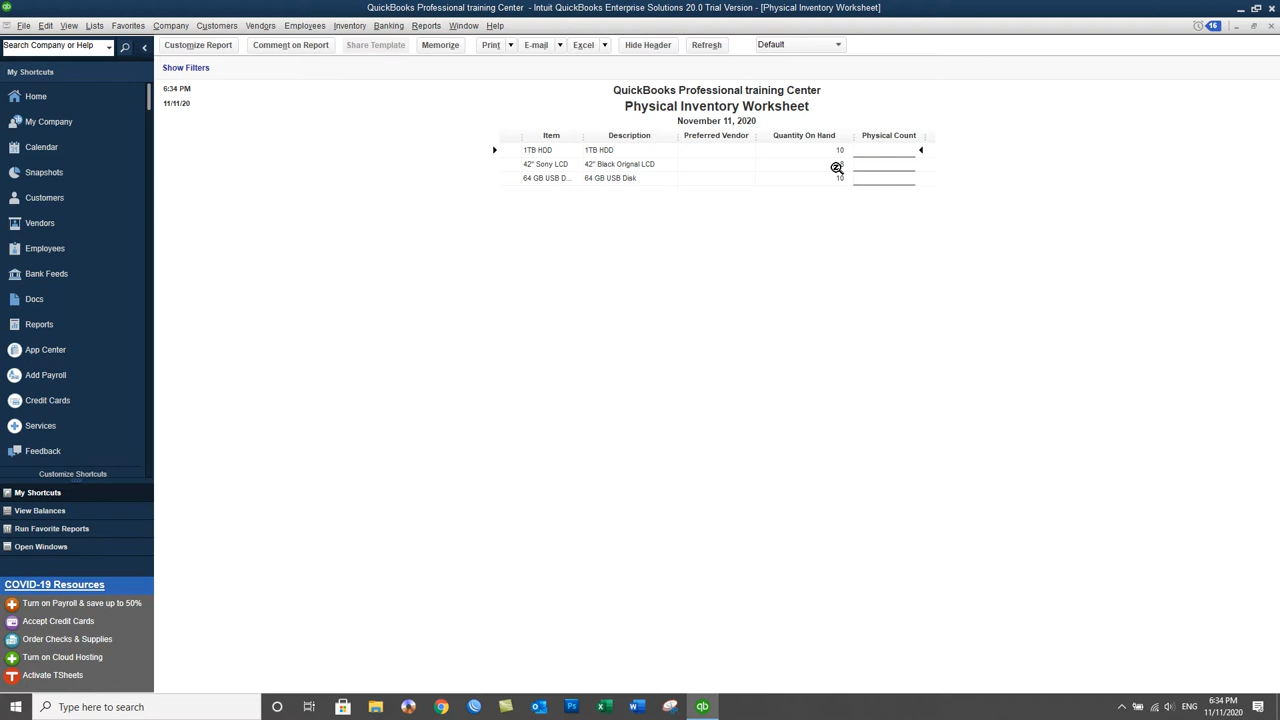 QuickBooks Professional training Center - Intuit QuickBooks Enterprise Solutions 20.0 Trial Version - [Physical Inventory Worksheet]
File Edit View Lists Favorites Company Customers Vendors Employees Inventory Banking Reports Window Help 16
Search Company or Help
Customize Report Comment on Report Share Template Memorize Print E-mail Excel Hide Header Refresh Default
My Shortcuts
Show Filters
Home
My Company
Calendar
Snapshots
Customers
Vendors
Employees
Bank Feeds
Docs
Reports
App Center
Add Payroll
Credit Cards
Services
Feedback
Customize Shortcuts
My Shortcuts
View Balances
Run Favorite Reports
Open Windows
COVID-19 Resources
Turn on Payroll & save up to 50%
Accept Credit Cards
Order Checks & Supplies
Turn on Cloud Hosting
Activate TSheets
6:34 PM
11/11/20
QuickBooks Professional training Center
Physical Inventory Worksheet
November 11, 2020
Item Description Preferred Vendor Quantity On Hand Physical Count
1TB HDD 1TB HDD 10
42" Sony LCD 42" Black Orignal LCD
64 GB USB D... 64 GB USB Disk 10
Type here to search
ENG
6:34 PM
11/11/2020